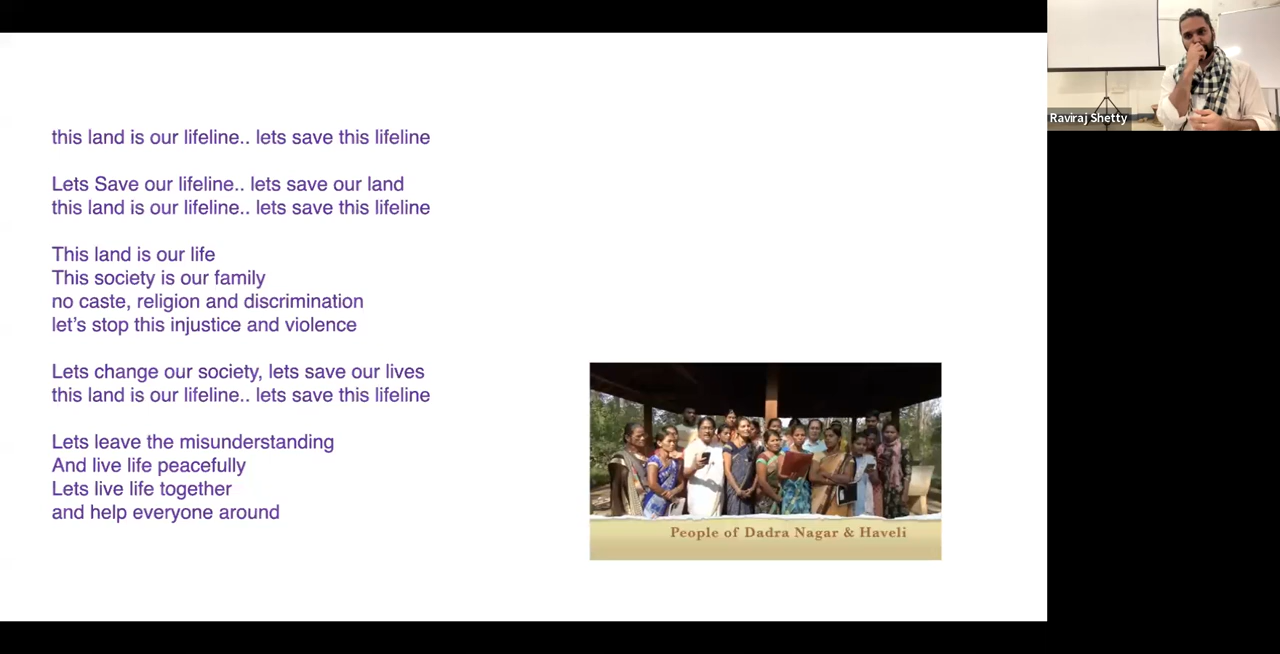 this land is our lifeline.. lets save this lifeline
Lets Save our lifeline.. lets save our land
this land is our lifeline.. lets save this lifeline
This land is our life
This society is our family
no caste, religion and discrimination
let's stop this injustice and violence
Lets change our society, lets save our lives
this land is our lifeline.. lets save this lifeline
Lets leave the misunderstanding
And live life peacefully
Lets live life together
and help everyone around
People of Dadra Nagar & Haveli
Raviraj Shetty